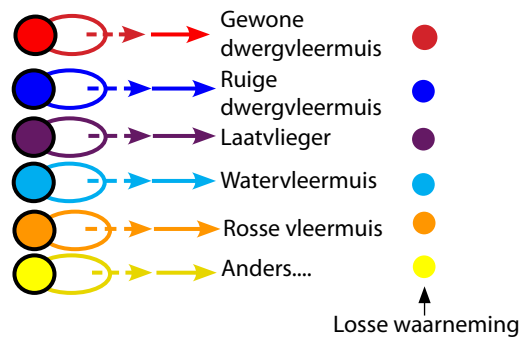 Gewone
dwergvleermuis
Ruige
dwergvleermuis
Laatvlieger
Watervleermuis
Rosse vleermuis
Anders....
Losse waarneming